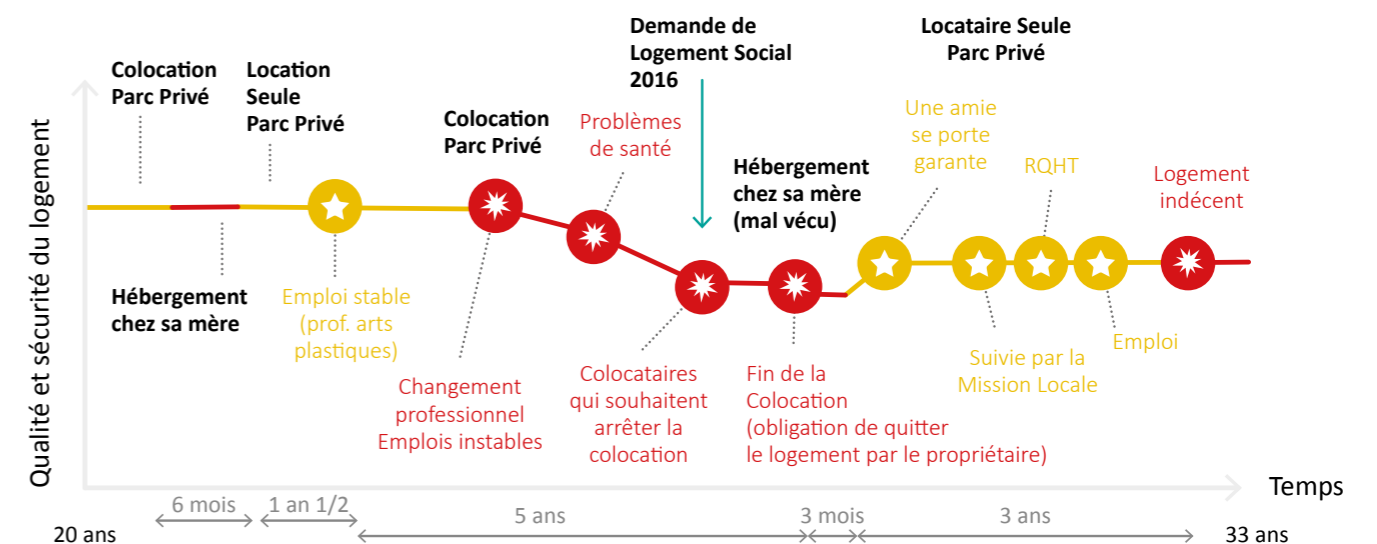 Demande de
Logement Social
2016
Locataire Seule
Parc Privé
Colocation
Parc Privé
Location
Seule
Parc Privé
Colocation
Parc Privé
Problèmes
de santé
Hébergement
chez sa mère
(mal vécu)
Une amie
se porte
garante
RQHT
Logement
indécent
Qualité et sécurité du logement
Hébergement
chez sa mère
Emploi stable
(prof. arts
plastiques)
Changement
professionnel
Emplois instables
Colocataires
qui souhaitent
arrêter la
colocation
Fin de la
Colocation
(obligation de quitter
le logement par le propriétaire)
Suivie par la
Mission Locale
Emploi
Temps
6 mois
1 an 1/2
5 ans
3 mois
3 ans
20 ans
33 ans